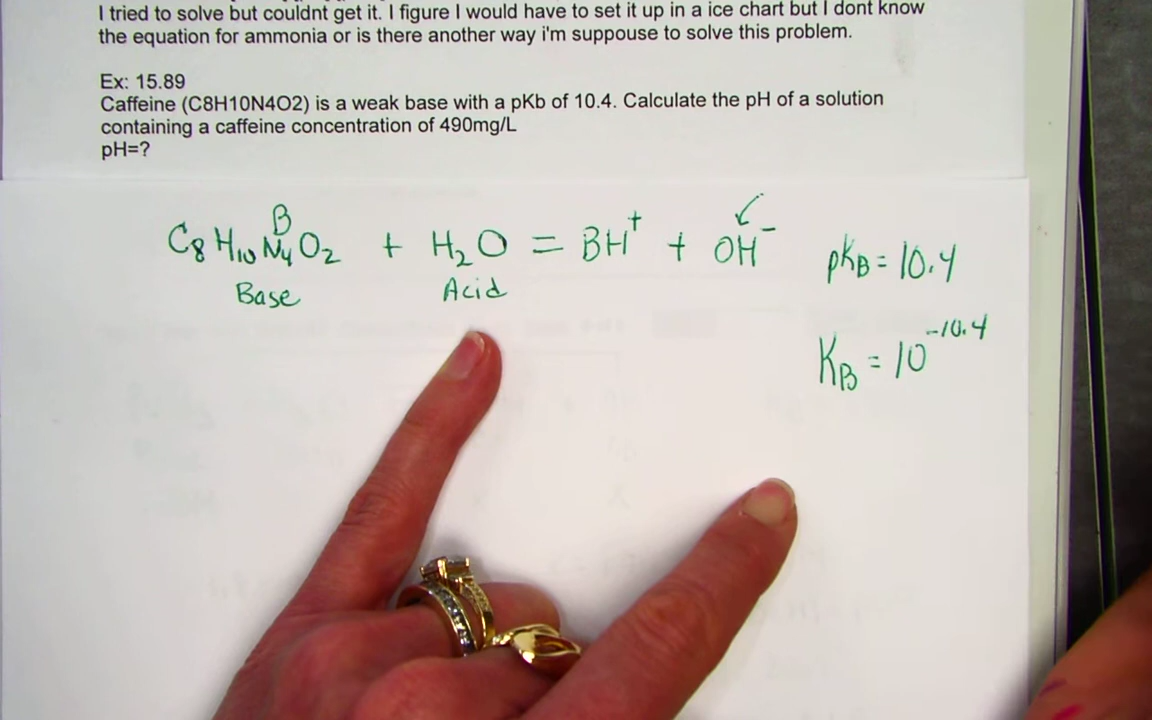 I tried to solve but couldnt get it. I figure I would have to set it up in a ice chart but I dont know
the equation for ammonia or is there another way i'm suppouse to solve this problem.
Ex: 15.89
Caffeine (C8H10N4O2) is a weak base with a pKb of 10.4. Calculate the pH of a solution
containing a caffeine concentration of 490mg/L
pH=?
B
C₈H₁₀N₄O₂ + H₂O = BH⁺ + OH⁻
Base Acid
pKB = 10.4
KB = 10^-10.4